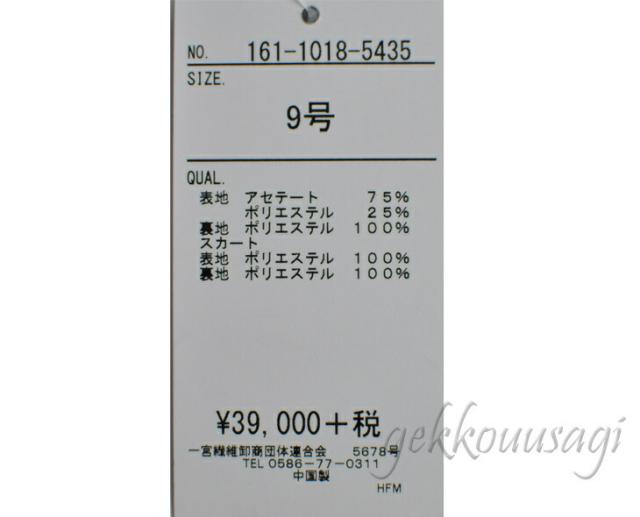 NO. 161-1018-5435
SIZE.
9号
QUAL.
表地 アセテート 75%
ポリエステル 25%
裏地 ポリエステル 100%
スカート
表地 ポリエステル 100%
裏地 ポリエステル 100%
¥39,000+税
一宮繊維卸商団体連合会 5678号
TEL 0586-77-0311
中国製
HFM
gekkouusagi